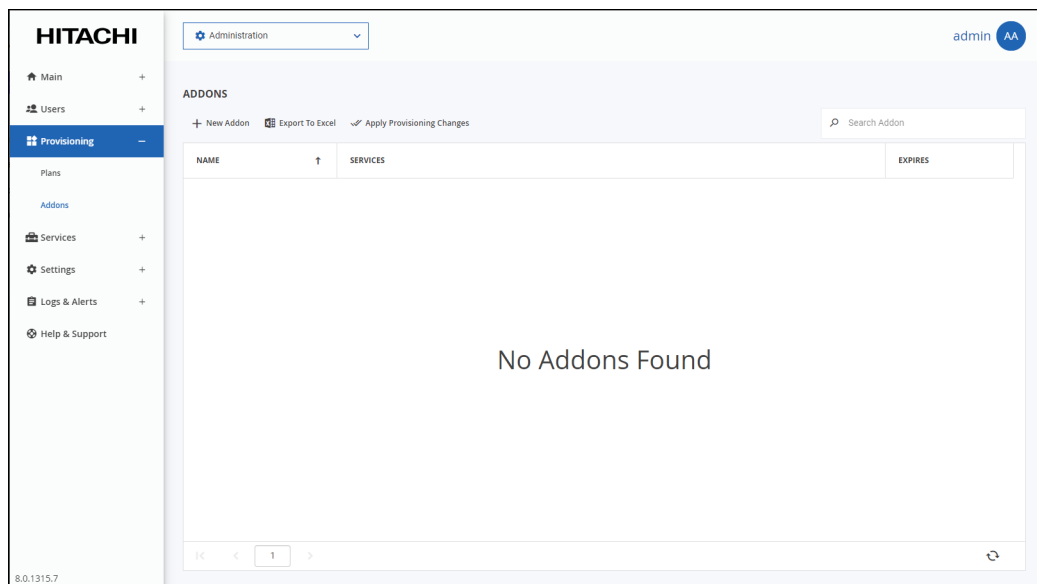 HITACHI
Administration
admin AA
Main
Users
Provisioning
Plans
Addons
Services
Settings
Logs & Alerts
Help & Support
8.0.1315.7
ADDONS
New Addon Export To Excel Apply Provisioning Changes Search Addon
NAME SERVICES EXPIRES
No Addons Found
1